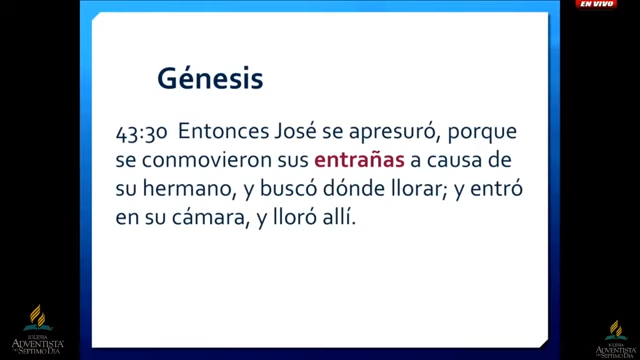 EN VIVO
Génesis
43:30 Entonces José se apresuró, porque
se conmovieron sus entrañas a causa de
su hermano, y buscó dónde llorar; y entró
en su cámara, y lloró allí.
IGLESIA
ADVENTISTA
DEL SÉPTIMO DÍA
IGLESIA
ADVENTISTA
DEL SÉPTIMO DÍA